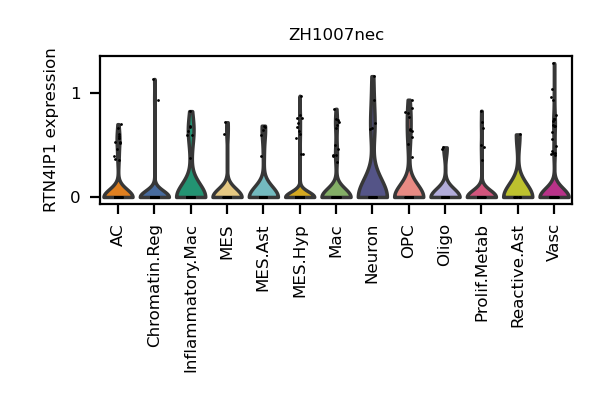 ZH1007nec
RTN4IP1 expression
1
0
AC
Chromatin.Reg
Inflammatory.Mac
MES
MES.Ast
MES.Hyp
Mac
Neuron
OPC
Oligo
Prolif.Metab
Reactive.Ast
Vasc